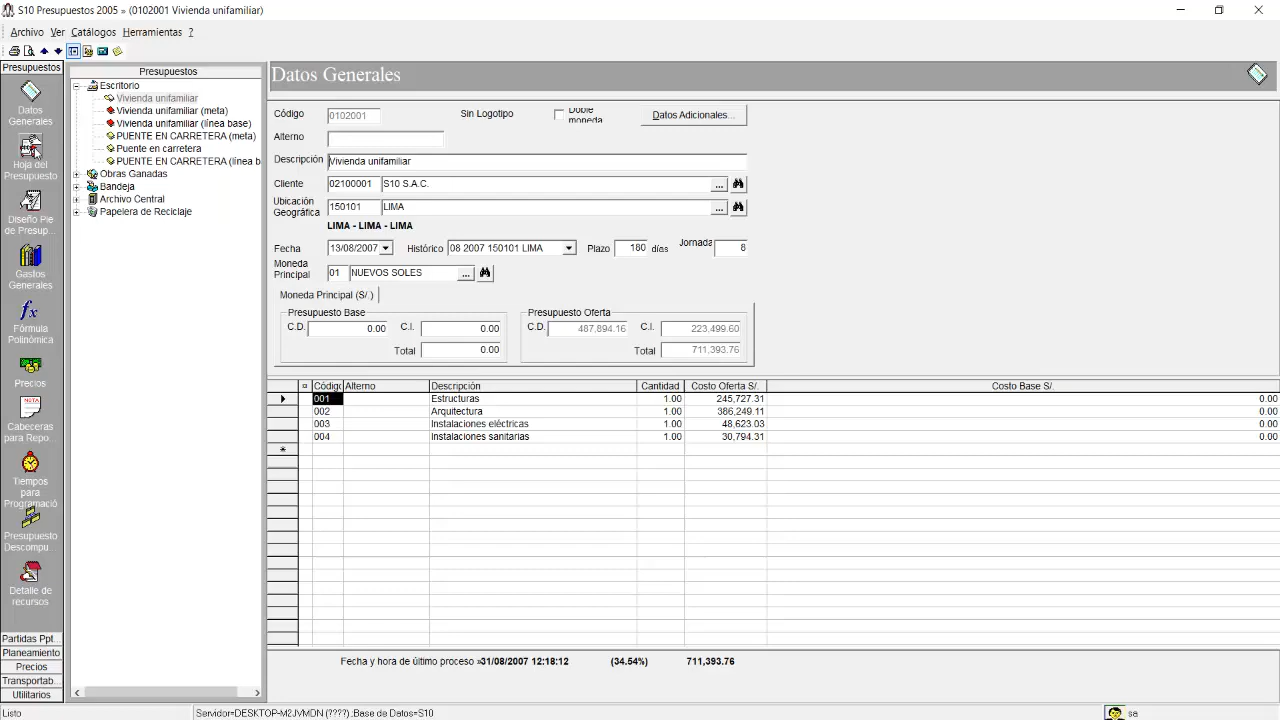 S10 Presupuestos 2005 » (0102001 Vivienda unifamiliar)
Archivo Ver Catálogos Herramientas ?
Presupuestos
Datos Generales
Hoja del Presupuesto
Diseño Pie de Presup...
Gastos Generales
fx
Fórmula Polinómica
Precios
NOTA
Cabeceras para Repo...
Tiempos para Programació
Presupuesto Descompu...
Detalle de recursos
Partidas Ppt...
Planeamiento
Precios
Transportab...
Utilitarios
Presupuestos
Escritorio
Vivienda unifamiliar
Vivienda unifamiliar (meta)
Vivienda unifamiliar (línea base)
PUENTE EN CARRETERA (meta)
Puente en carretera
PUENTE EN CARRETERA (línea b
Obras Ganadas
Bandeja
Archivo Central
Papelera de Reciclaje
Datos Generales
Código 0102001 Sin Logotipo Doble moneda Datos Adicionales...
Alterno
Descripción Vivienda unifamiliar
Cliente 02100001 S10 S.A.C. ...
Ubicación Geográfica 150101 LIMA ...
LIMA - LIMA - LIMA
Fecha 13/08/2007 Histórico 08 2007 150101 LIMA Plazo 180 días Jornada 8
Moneda Principal 01 NUEVOS SOLES ...
Moneda Principal (S/.)
Presupuesto Base Presupuesto Oferta
C.D. 0.00 C.I. 0.00 C.D. 487,894.16 C.I. 223,499.60
Total 0.00 Total 711,393.76
Código Alterno Descripción Cantidad Costo Oferta S/. Costo Base S/.
001 Estructuras 1.00 245,727.31 0.00
002 Arquitectura 1.00 386,249.11 0.00
003 Instalaciones eléctricas 1.00 48,623.03 0.00
004 Instalaciones sanitarias 1.00 30,794.31 0.00
*
Fecha y hora de último proceso » 31/08/2007 12:18:12 (34.54%) 711,393.76
Listo Servidor=DESKTOP-M2JVMDN (????) ;Base de Datos=S10 sa